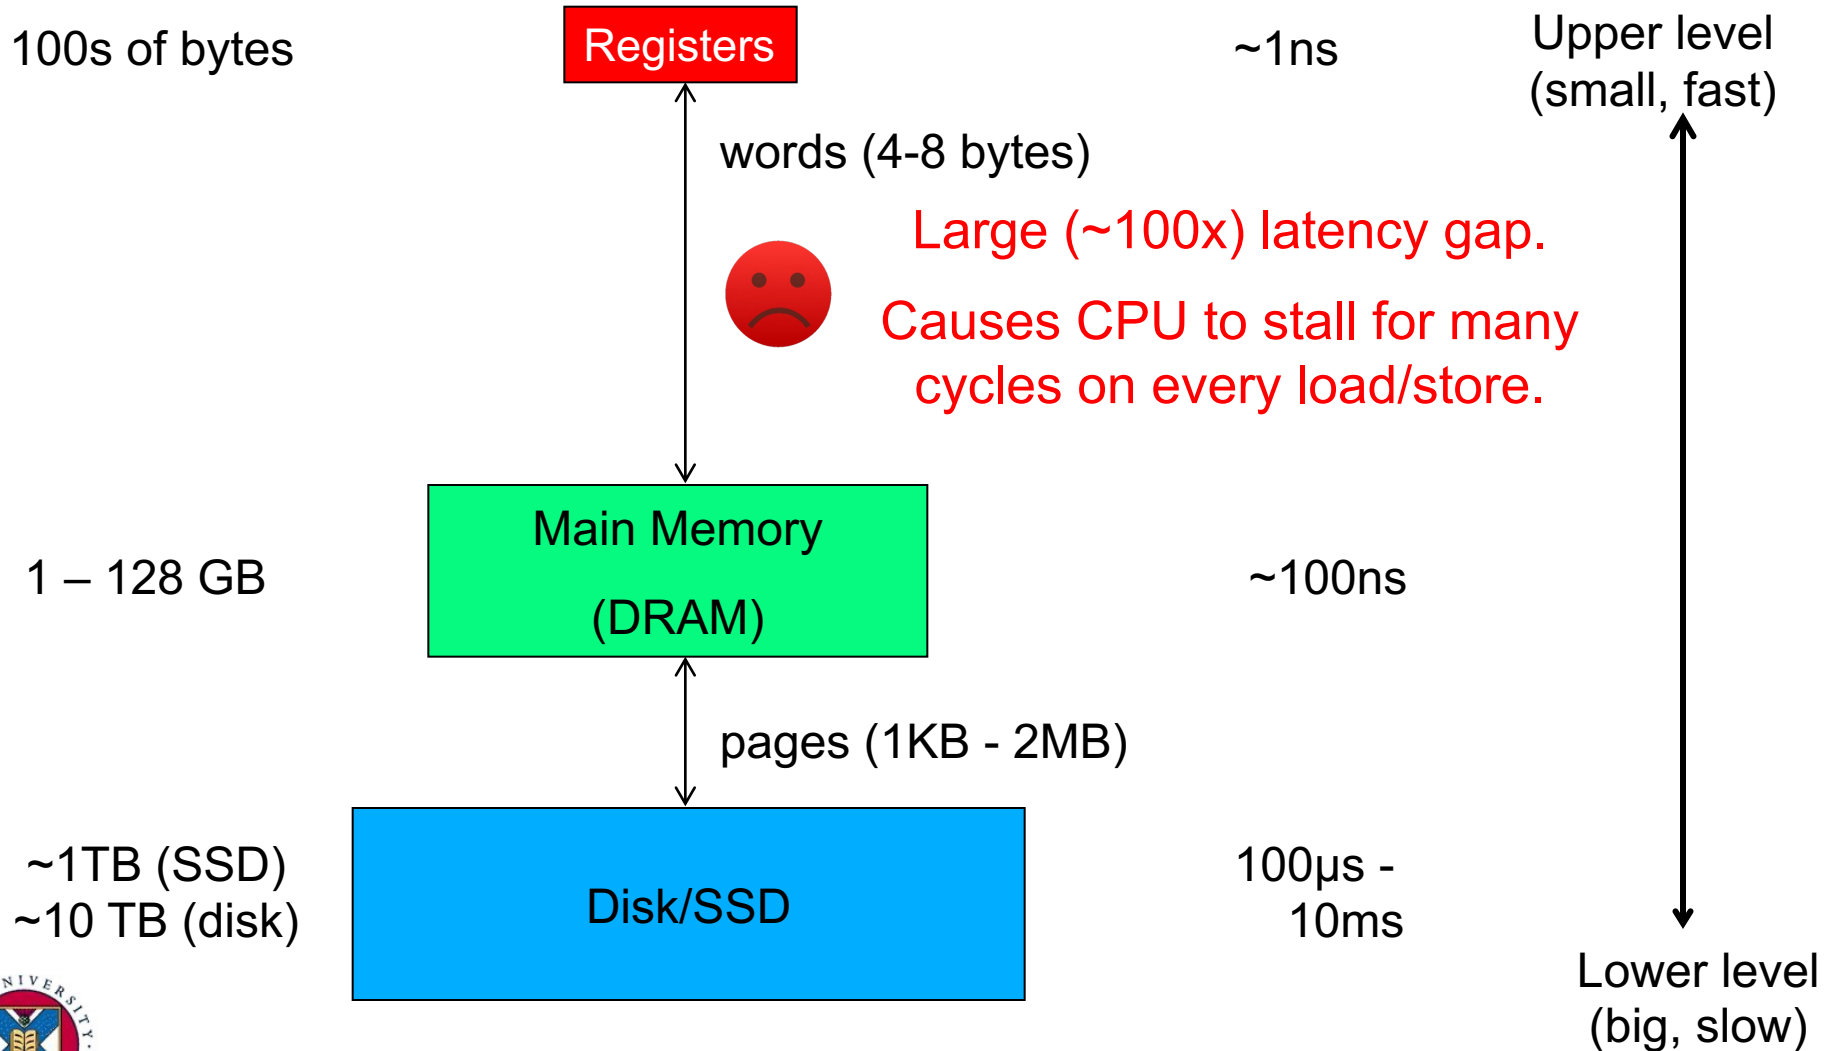 100s of bytes
Registers
~1ns
Upper level
(small, fast)
words (4-8 bytes)
Large (~100x) latency gap.
Causes CPU to stall for many
cycles on every load/store.
Main Memory
(DRAM)
1 – 128 GB
~100ns
pages (1KB - 2MB)
~1TB (SSD)
~10 TB (disk)
Disk/SSD
100µs -
10ms
Lower level
(big, slow)
UNIVERSITY